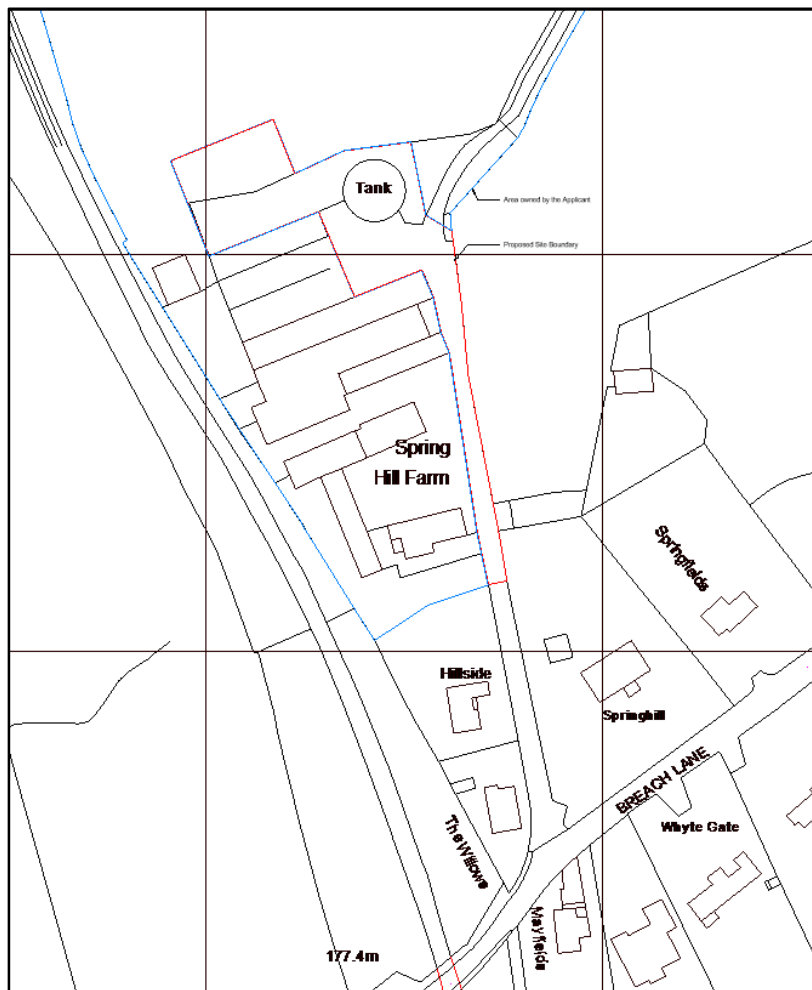 Tank
Area owned by the Applicant
Proposed Site Boundary
Spring
Hill Farm
Springfields
Hillside
Springhill
BREACH LANE
Whyte Gate
The Willows
Mayfields
177.4m